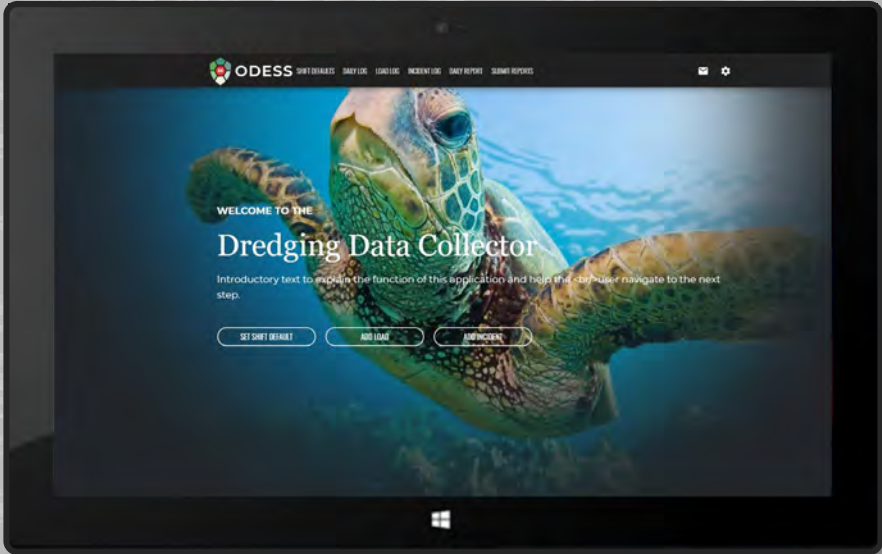 ODESS SHIFT DEFAULTS DAILY LOG LOAD LOG INCIDENT LOG DAILY REPORT SUBMIT REPORTS
WELCOME TO THE
Dredging Data Collector
Introductory text to explain the function of this application and help the <br/>user navigate to the next
step.
SET SHIFT DEFAULT ADD LOAD ADD INCIDENT